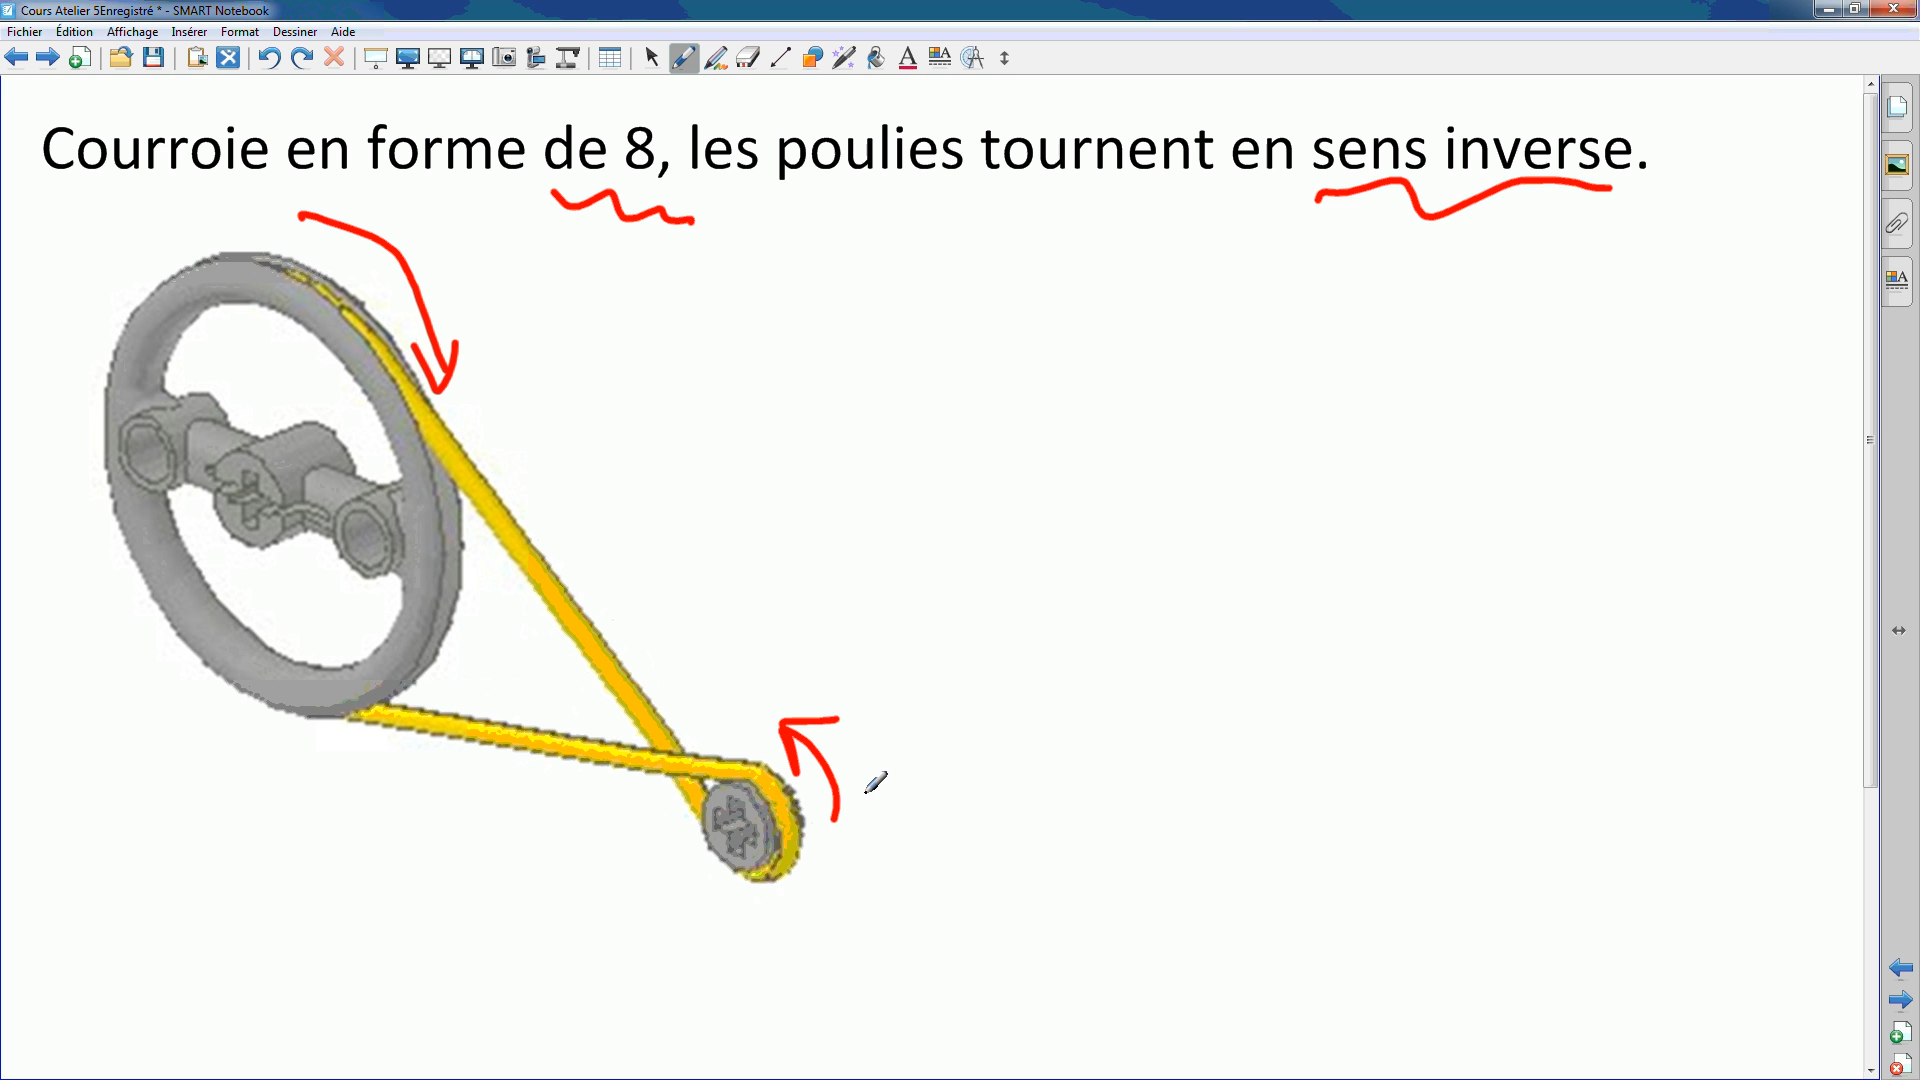 Cours Atelier 5Enregistré * - SMART Notebook
Fichier Édition Affichage Insérer Format Dessiner Aide
Courroie en forme de 8, les poulies tournent en sens inverse.